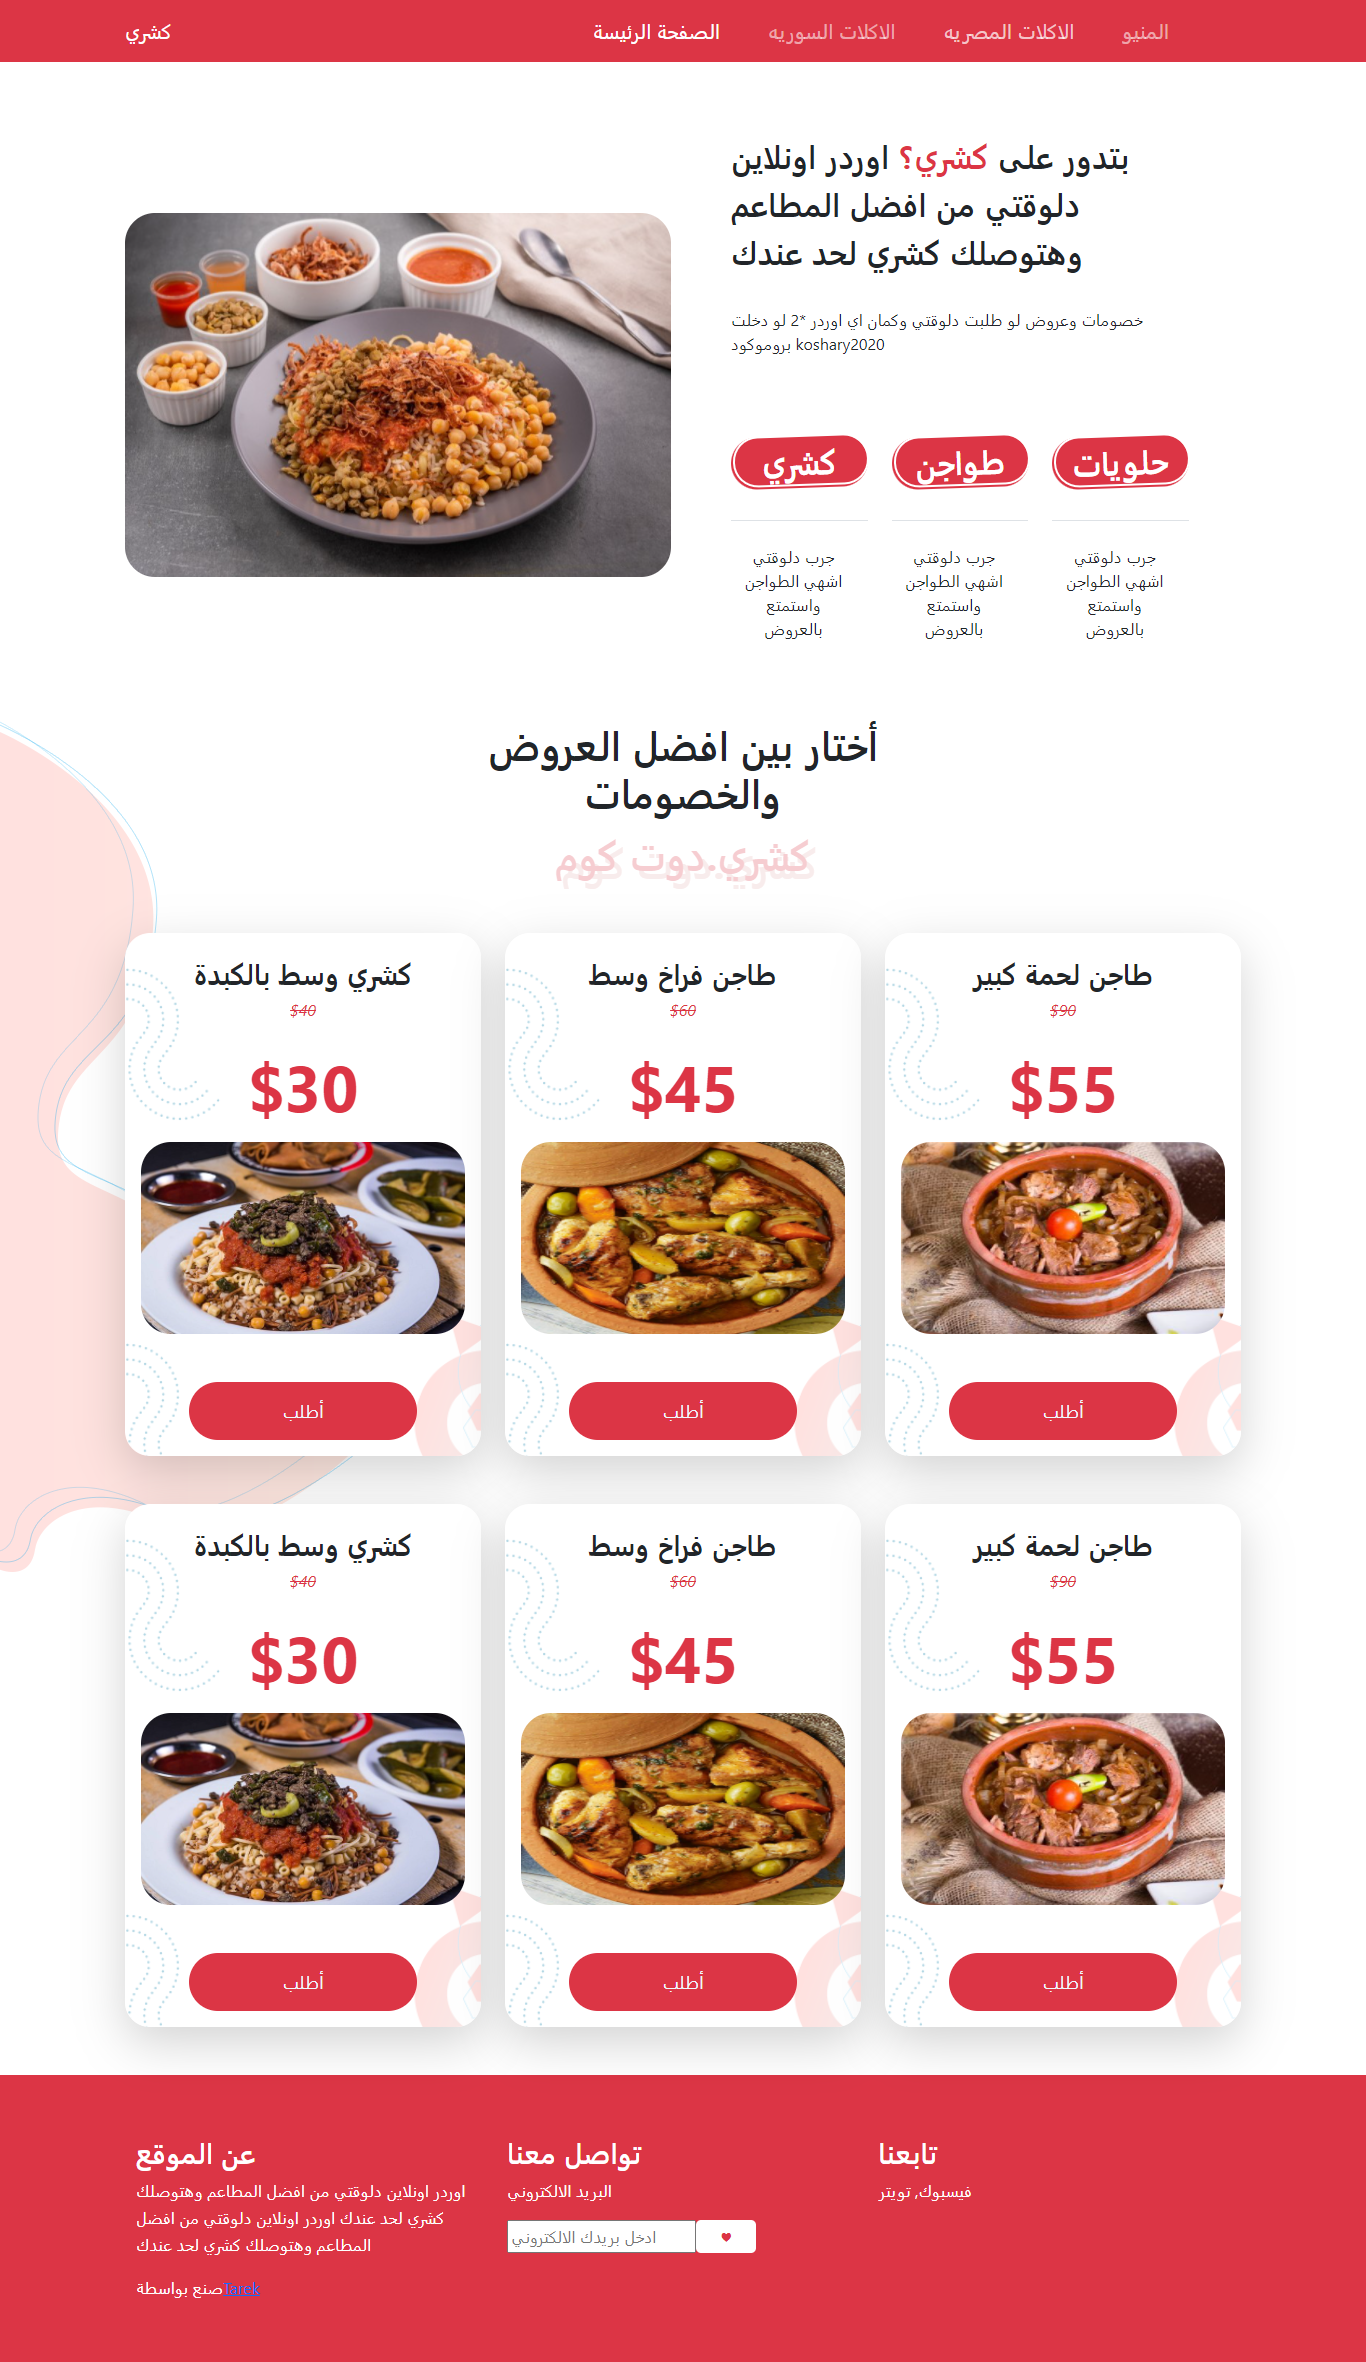 كشري
الصفحة الرئيسة
الاكلات السوريه
الاكلات المصريه
المنيو
بتدور على كشري؟ اوردر اونلاين
دلوقتي من افضل المطاعم
وهتوصلك كشري لحد عندك
خصومات وعروض لو طلبت دلوقتي وكمان اي اوردر *2 لو دخلت
بروموكود koshary2020
كشري
طواجن
حلويات
جرب دلوقتي
اشهي الطواجن
واستمتع
بالعروض
جرب دلوقتي
اشهي الطواجن
واستمتع
بالعروض
جرب دلوقتي
اشهي الطواجن
واستمتع
بالعروض
أختار بين افضل العروض
والخصومات
كشري.دوت كوم
كشري وسط بالكبدة
$40
$30
أطلب
طاجن فراخ وسط
$60
$45
أطلب
طاجن لحمة كبير
$90
$55
أطلب
كشري وسط بالكبدة
$40
$30
أطلب
طاجن فراخ وسط
$60
$45
أطلب
طاجن لحمة كبير
$90
$55
أطلب
عن الموقع
اوردر اونلاين دلوقتي من افضل المطاعم وهتوصلك
كشري لحد عندك اوردر اونلاين دلوقتي من افضل
المطاعم وهتوصلك كشري لحد عندك
صنع بواسطة tarek
تواصل معنا
البريد الالكتروني
ادخل بريدك الالكتروني
تابعنا
فيسبوك, تويتر